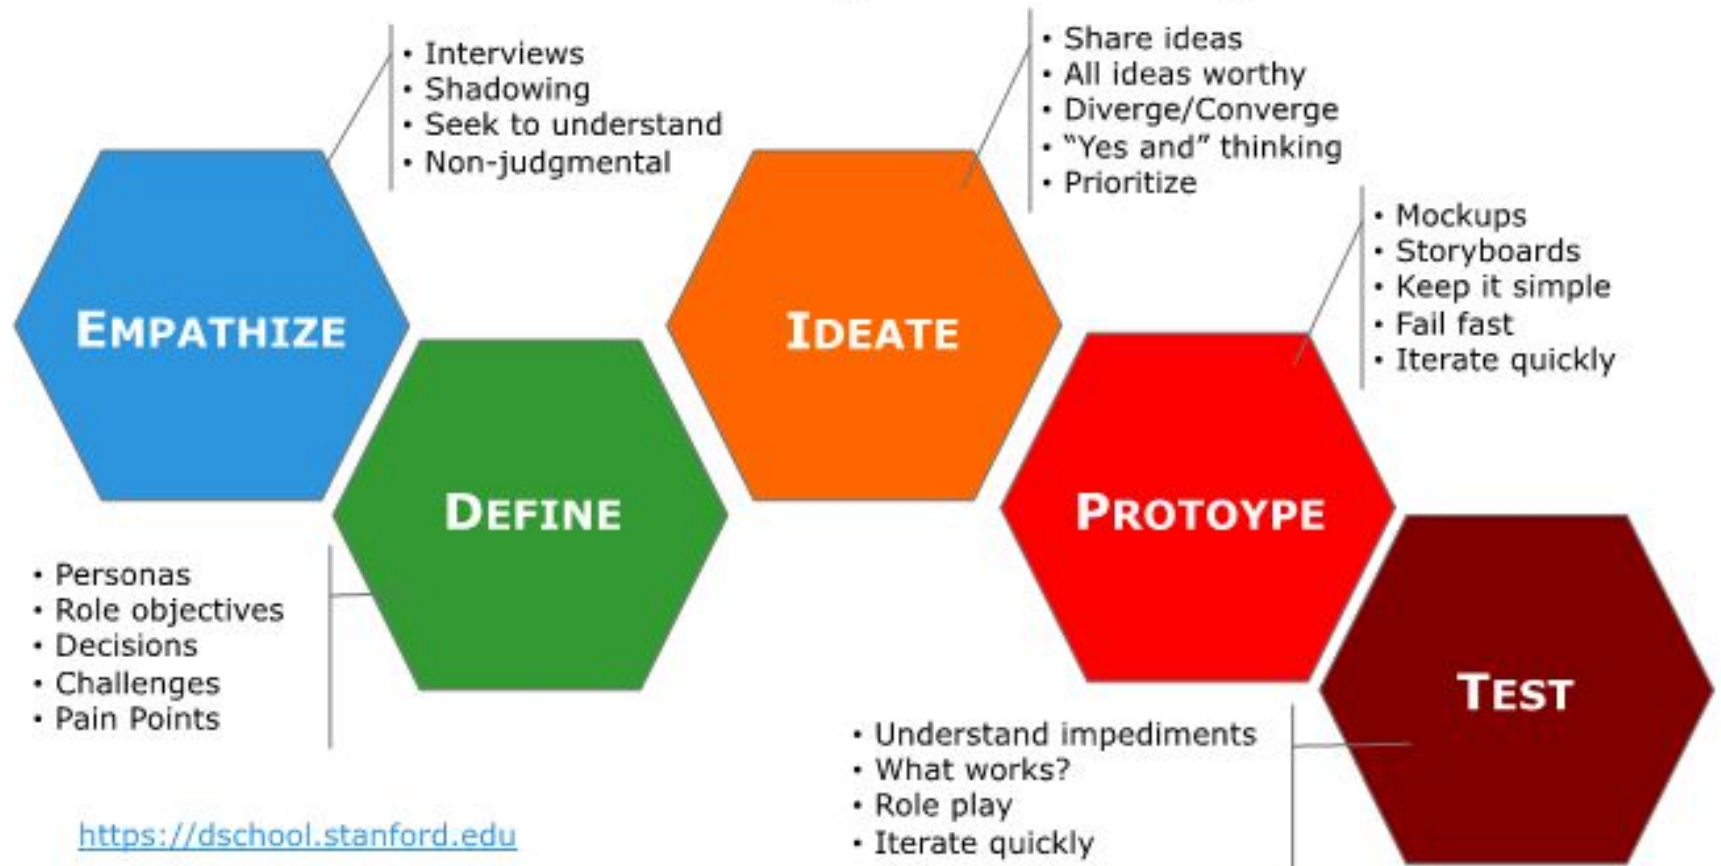 • Interviews
• Shadowing
• Seek to understand
• Non-judgmental
• Share ideas
• All ideas worthy
• Diverge/Converge
• “Yes and” thinking
• Prioritize
• Mockups
• Storyboards
• Keep it simple
• Fail fast
• Iterate quickly
EMPATHIZE
DEFINE
IDEATE
PROTOYPE
TEST
• Personas
• Role objectives
• Decisions
• Challenges
• Pain Points
• Understand impediments
• What works?
• Role play
• Iterate quickly
https://dschool.stanford.edu